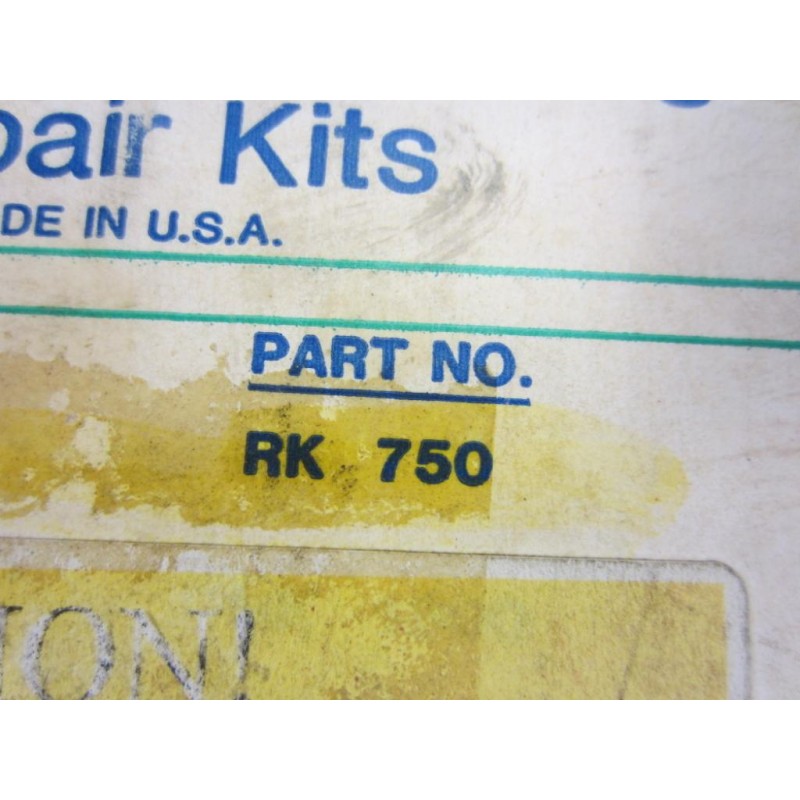 pair Kits
DE IN U.S.A.
PART NO.
RK 750
ION!